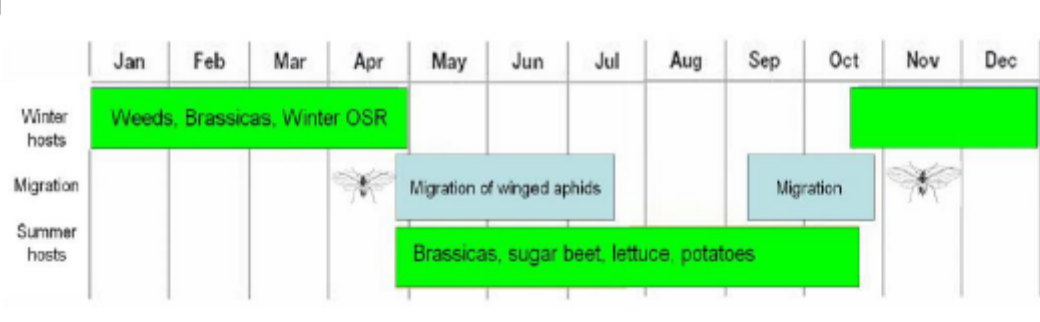 Jan Feb Mar Apr May Jun Jul Aug Sep Oct Nov Dec
Winter
hosts
Weeds, Brassicas, Winter OSR
Migration
Migration of winged aphids
Migration
Summer
hosts
Brassicas, sugar beet, lettuce, potatoes